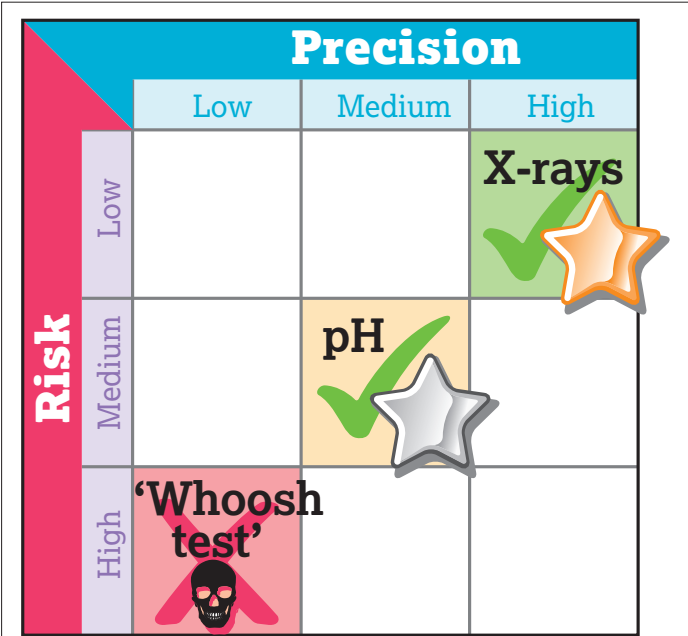 Precision
Low Medium High
Risk
Low
X-rays
Medium
pH
High
‘Whoosh
test’